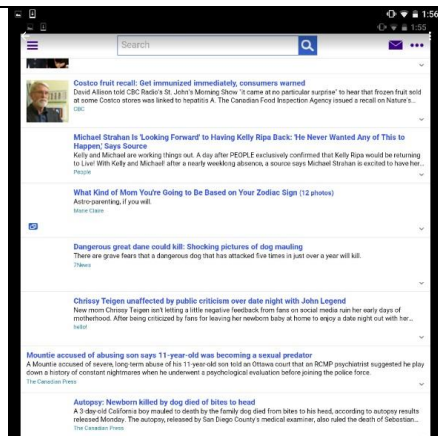 1:56
1:55
Search
Costco fruit recall: Get immunized immediately, consumers warned
David Allison told CBC Radio's St. John's Morning Show "it came at no particular surprise" to hear that frozen fruit sold
at some Costco stores was linked to hepatitis A. The Canadian Food Inspection Agency issued a recall on Nature's...
CBC
Michael Strahan Is 'Looking Forward' to Having Kelly Ripa Back: 'He Never Wanted Any of This to
Happen,' Says Source
Kelly and Michael are working things out. A day after PEOPLE exclusively confirmed that Kelly Ripa would be returning
to Live! With Kelly and Michael! after a nearly weeklong absence, a source says Michael Strahan is excited to have her...
People
What Kind of Mom You're Going to Be Based on Your Zodiac Sign (12 photos)
Astro-parenting, if you will.
Marie Claire
Dangerous great dane could kill: Shocking pictures of dog mauling
There are grave fears that a dangerous dog that has attacked five times in just over a year will kill.
7News
Chrissy Teigen unaffected by public criticism over date night with John Legend
New mom Chrissy Teigen isn't letting a little negative feedback from fans on social media ruin her early days of
motherhood. After being criticized by fans for leaving her newborn baby at home to enjoy a date night out with her...
hello!
Mountie accused of abusing son says 11-year-old was becoming a sexual predator
A Mountie accused of severe, long-term abuse of his 11-year-old son told an Ottawa court that an RCMP psychiatrist suggested he play
down a history of constant nightmares when he underwent a psychological evaluation before joining the police force.
The Canadian Press
Autopsy: Newborn killed by dog died of bites to head
A 3-day-old California boy mauled to death by the family dog died from bites to his head, according to autopsy results
released Monday. The autopsy, released by San Diego County's medical examiner, also ruled the death of Sebastian...
The Canadian Press